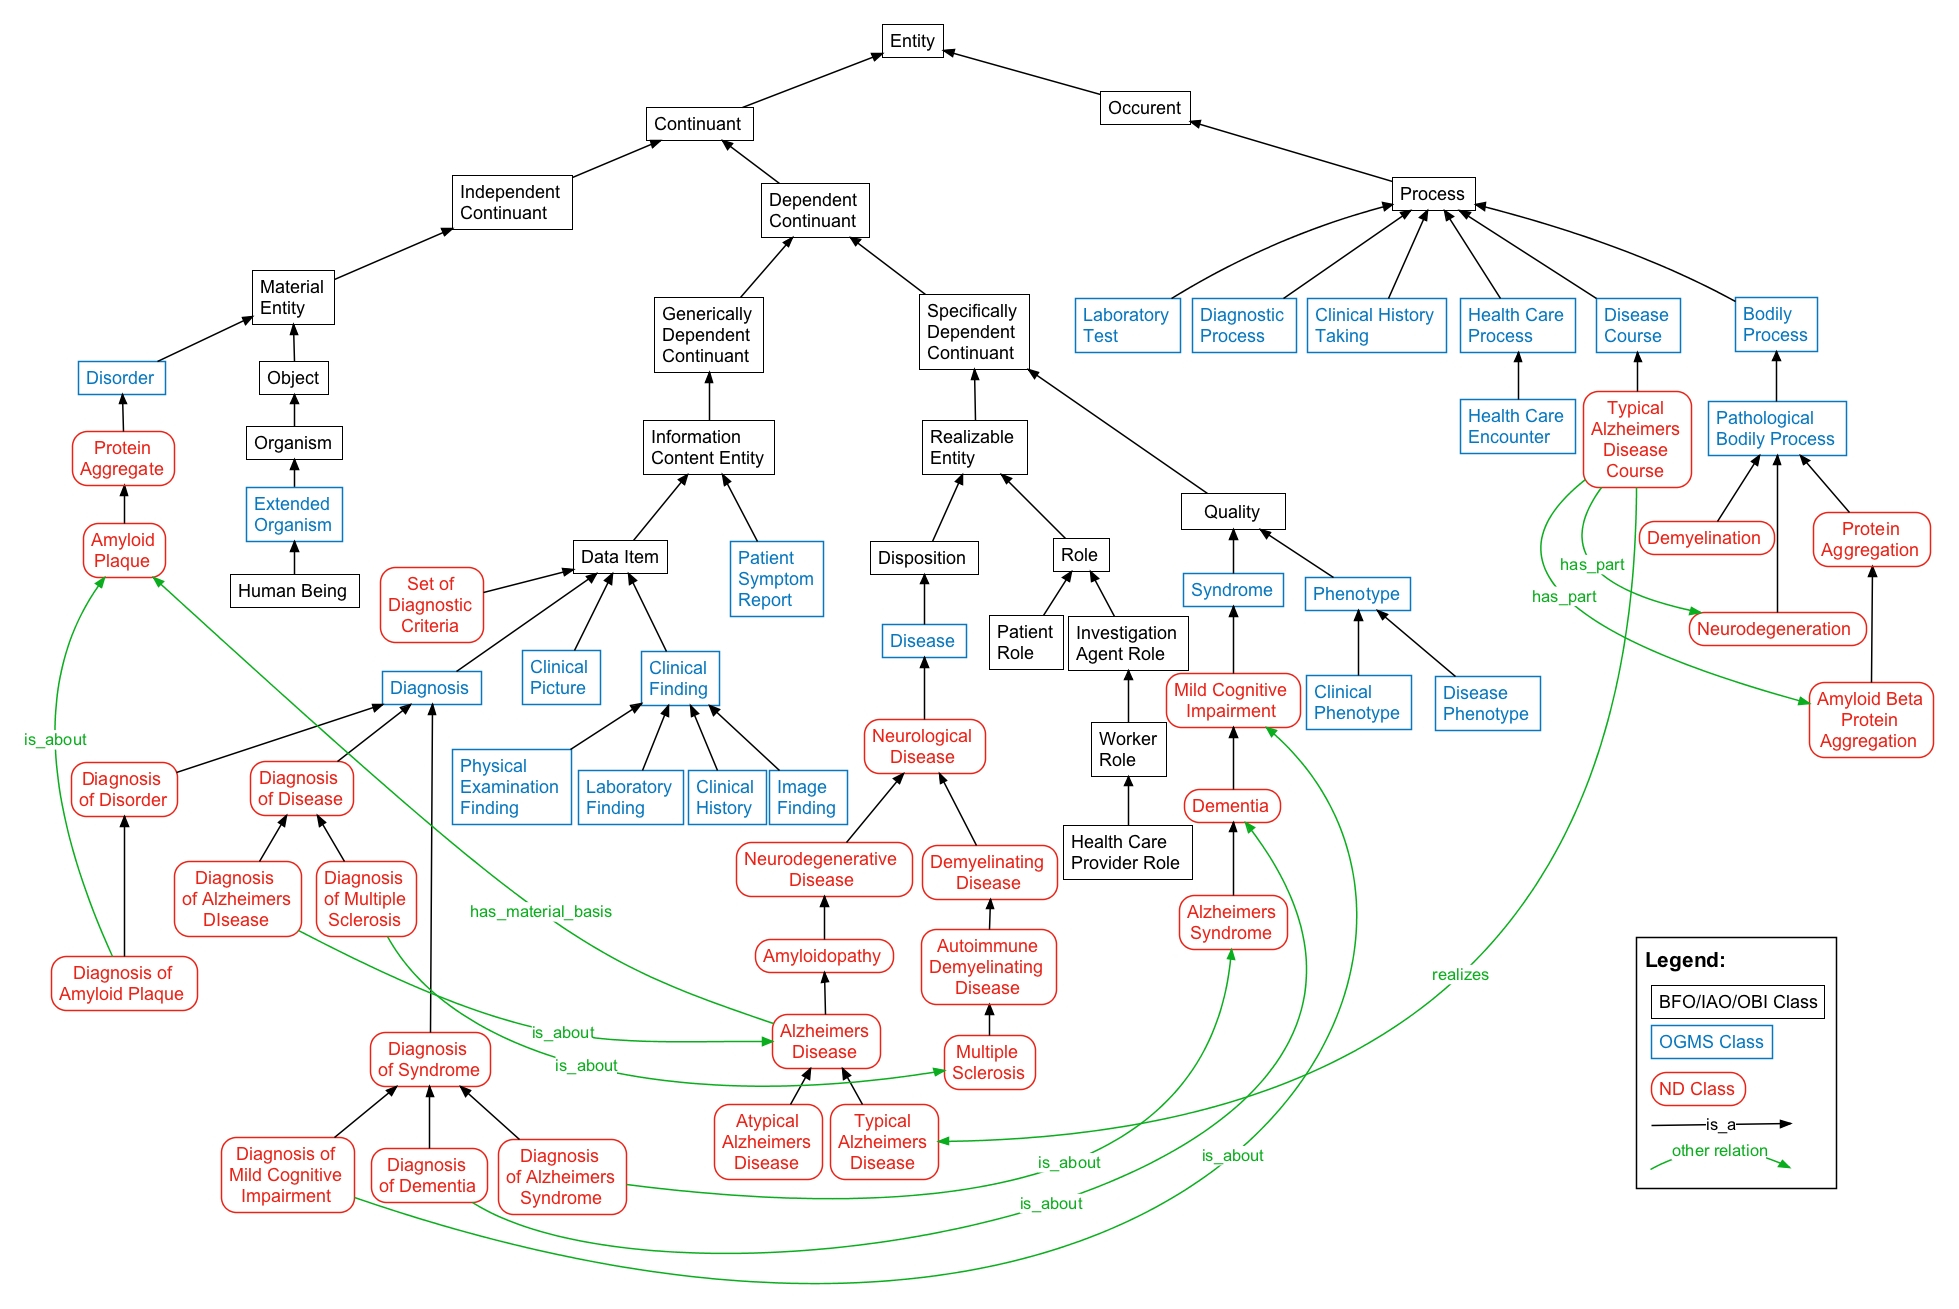 Entity
Continuant
Occurent
Independent
Continuant
Dependent
Continuant
Process
Material
Entity
Generically
Dependent
Continuant
Specifically
Dependent
Continuant
Laboratory
Test
Diagnostic
Process
Clinical History
Taking
Health Care
Process
Disease
Course
Bodily
Process
Disorder
Object
Health Care
Encounter
Typical
Alzheimers
Disease
Course
Pathological
Bodily Process
Protein
Aggregate
Organism
Information
Content Entity
Realizable
Entity
Extended
Organism
Quality
Amyloid
Plaque
Data Item
Patient
Symptom
Report
Disposition
Role
Demyelination
Protein
Aggregation
has_part
has_part
Human Being
Set of
Diagnostic
Criteria
Syndrome
Phenotype
Disease
Patient
Role
Investigation
Agent Role
Neurodegeneration
Diagnosis
Clinical
Picture
Clinical
Finding
Mild Cognitive
Impairment
Clinical
Phenotype
Disease
Phenotype
Amyloid Beta
Protein
Aggregation
is_about
Neurological
Disease
Worker
Role
Diagnosis
of Disorder
Diagnosis
of Disease
Physical
Examination
Finding
Laboratory
Finding
Clinical
History
Image
Finding
Dementia
Health Care
Provider Role
Neurodegenerative
Disease
Demyelinating
Disease
Diagnosis
of Alzheimers
DIsease
Diagnosis
of Multiple
Sclerosis
has_material_basis
Alzheimers
Syndrome
Amyloidopathy
Autoimmune
Demyelinating
Disease
Diagnosis of
Amyloid Plaque
realizes
Legend:
BFO/IAO/OBI Class
OGMS Class
ND Class
is_a
other relation
is_about
is_about
Alzheimers
Disease
Multiple
Sclerosis
Diagnosis
of Syndrome
Atypical
Alzheimers
Disease
Typical
Alzheimers
Disease
Diagnosis of
Mild Cognitive
Impairment
Diagnosis
of Dementia
Diagnosis
of Alzheimers
Syndrome
is_about
is_about
is_about